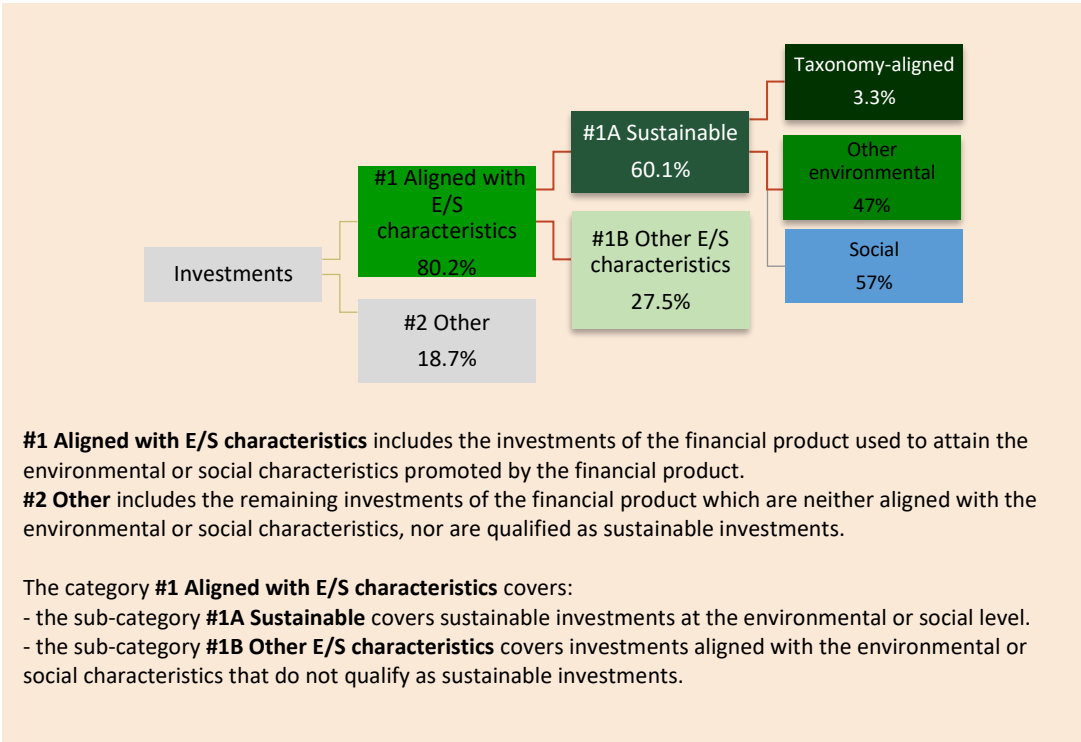 Investments
#1 Aligned with
E/S
characteristics
80.2%
#2 Other
18.7%
#1A Sustainable
60.1%
#1B Other E/S
characteristics
27.5%
Taxonomy-aligned
3.3%
Other
environmental
47%
Social
57%
#1 Aligned with E/S characteristics includes the investments of the financial product used to attain the
environmental or social characteristics promoted by the financial product.
#2 Other includes the remaining investments of the financial product which are neither aligned with the
environmental or social characteristics, nor are qualified as sustainable investments.
The category #1 Aligned with E/S characteristics covers:
- the sub-category #1A Sustainable covers sustainable investments at the environmental or social level.
- the sub-category #1B Other E/S characteristics covers investments aligned with the environmental or
social characteristics that do not qualify as sustainable investments.